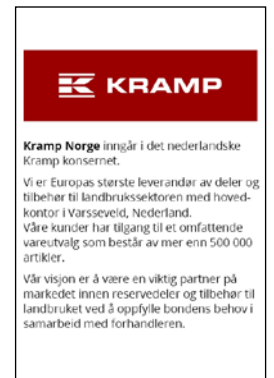 KRAMP
Kramp Norge inngår i det nederlandske
Kramp konsernet.
Vi er Europas største leverandør av deler og
tilbehør til landbrukssektoren med hoved-
kontor i Varsseveld, Nederland.
Våre kunder har tilgang til et omfattende
vareutvalg som består av mer enn 500 000
artikler.
Vår visjon er å være en viktig partner på
markedet innen reservedeler og tilbehør til
landbruket ved å oppfylle bondens behov i
samarbeid med forhandleren.